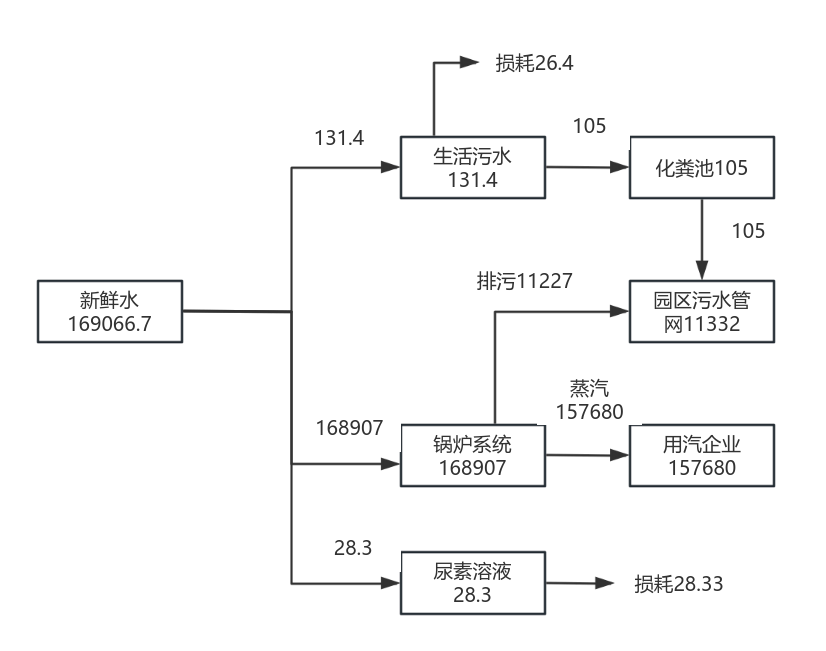 损耗26.4
131.4
105
生活污水
131.4
化粪池105
105
新鲜水
169066.7
排污11227
园区污水管
网11332
蒸汽
157680
168907
锅炉系统
168907
用汽企业
157680
28.3
尿素溶液
28.3
损耗28.33